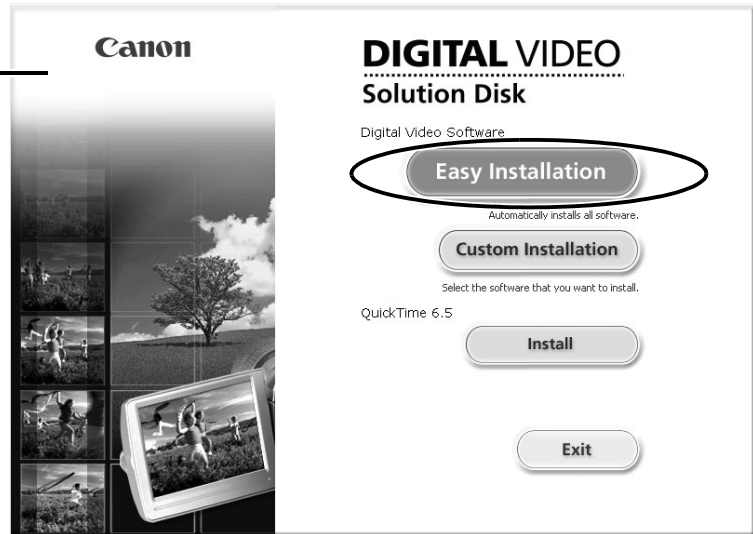 Canon
DIGITAL VIDEO
Solution Disk
Digital Video Software
Easy Installation
Automatically installs all software.
Custom Installation
Select the software that you want to install.
QuickTime 6.5
Install
Exit